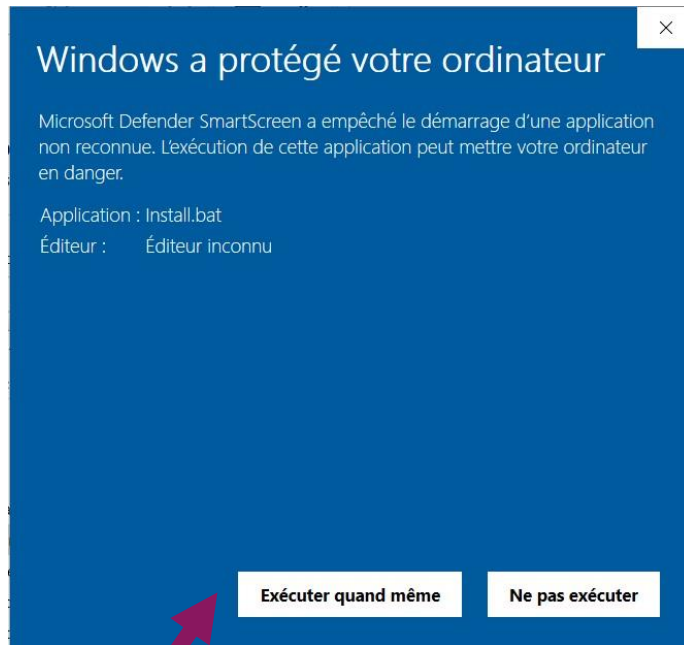 Windows a protégé votre ordinateur
Microsoft Defender SmartScreen a empêché le démarrage d’une application
non reconnue. L’exécution de cette application peut mettre votre ordinateur
en danger.
Application : Install.bat
Éditeur : Éditeur inconnu
Exécuter quand même Ne pas exécuter